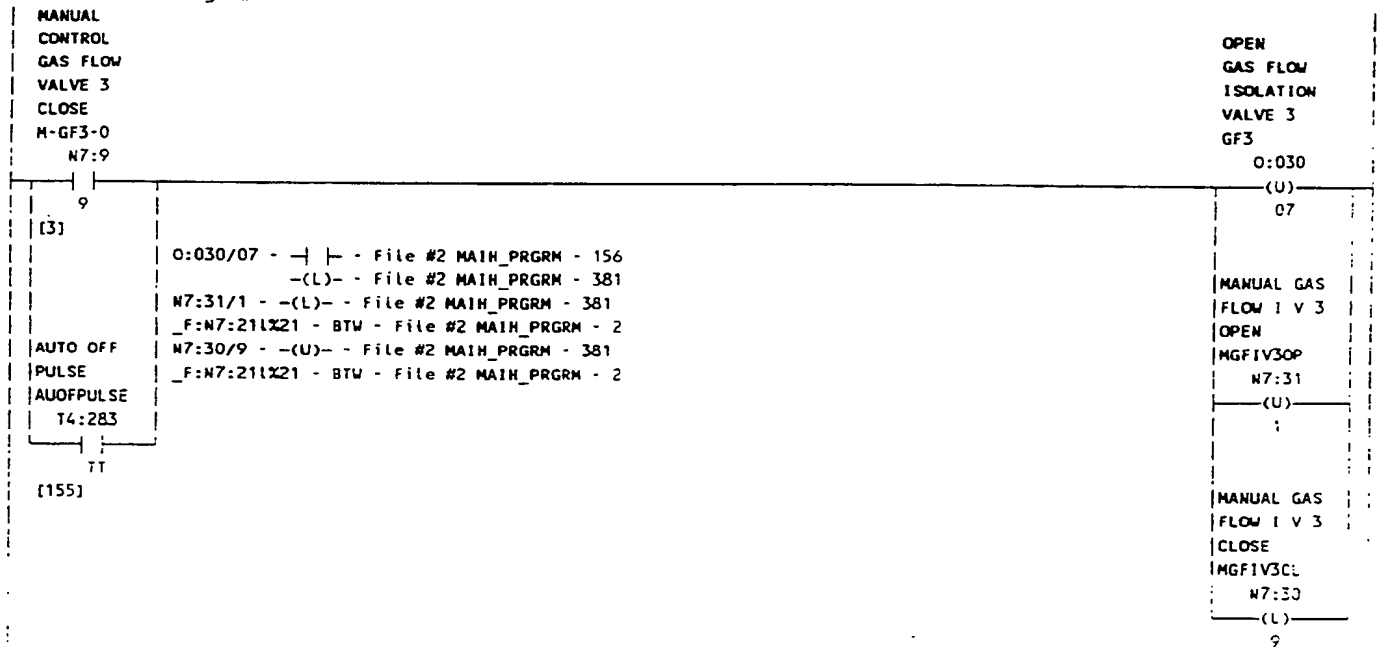 MANUAL
CONTROL
GAS FLOW
VALVE 3
CLOSE
M-GF3-0
N7:9
9
[3]
AUTO OFF
PULSE
AUOFPULSE
T4:283
TT
[155]
O:030/07 - ─┤ ├─ - File #2 MAIN_PRGRM - 156
-(L)- - File #2 MAIN_PRGRM - 381
N7:31/1 - -(L)- - File #2 MAIN_PRGRM - 381
_F:N7:21l%21 - BTW - File #2 MAIN_PRGRM - 2
N7:30/9 - -(U)- - File #2 MAIN_PRGRM - 381
_F:N7:21l%21 - BTW - File #2 MAIN_PRGRM - 2
OPEN
GAS FLOW
ISOLATION
VALVE 3
GF3
O:030
(U)
07
MANUAL GAS
FLOW I V 3
OPEN
MGFIV3OP
N7:31
(U)
MANUAL GAS
FLOW I V 3
CLOSE
MGFIV3CL
N7:30
(L)
9